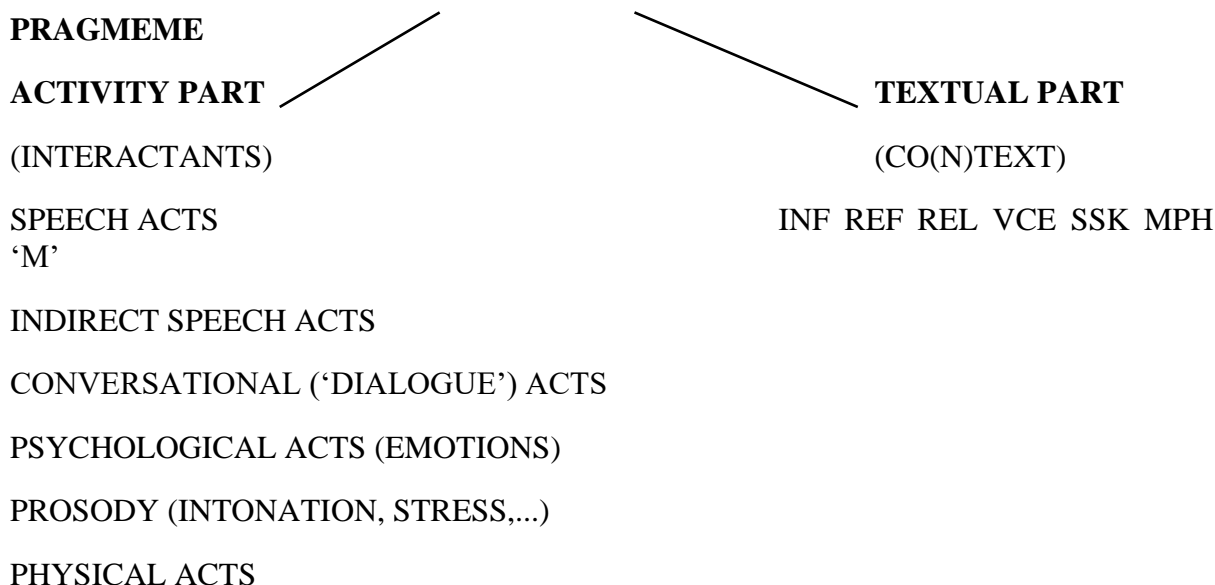 PRAGMEME
ACTIVITY PART TEXTUAL PART
(INTERACTANTS) (CO(N)TEXT)
SPEECH ACTS INF REF REL VCE SSK MPH
‘M’
INDIRECT SPEECH ACTS
CONVERSATIONAL (‘DIALOGUE’) ACTS
PSYCHOLOGICAL ACTS (EMOTIONS)
PROSODY (INTONATION, STRESS,...)
PHYSICAL ACTS